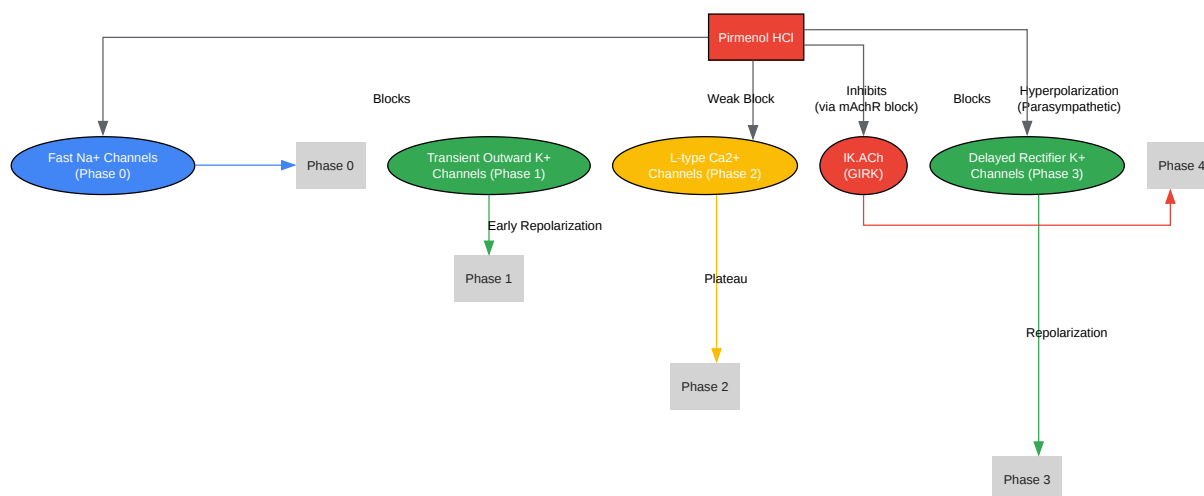 Pirmenol HCl
Blocks
Weak Block
Inhibits
(via mAchR block)
Blocks
Hyperpolarization
(Parasympathetic)
Fast Na+ Channels
(Phase 0)
Phase 0
Transient Outward K+
Channels (Phase 1)
L-type Ca2+
Channels (Phase 2)
IK.ACh
(GIRK)
Delayed Rectifier K+
Channels (Phase 3)
Phase 4
Early Repolarization
Phase 1
Plateau
Repolarization
Phase 2
Phase 3